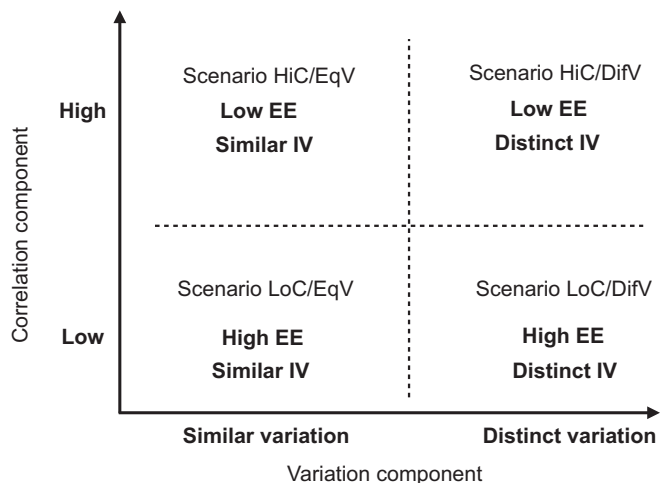 Scenario HiC/EqV
Low EE
Similar IV
Scenario HiC/DifV
Low EE
Distinct IV
High
Correlation component
Scenario LoC/EqV
High EE
Similar IV
Scenario LoC/DifV
High EE
Distinct IV
Low
Similar variation
Distinct variation
Variation component